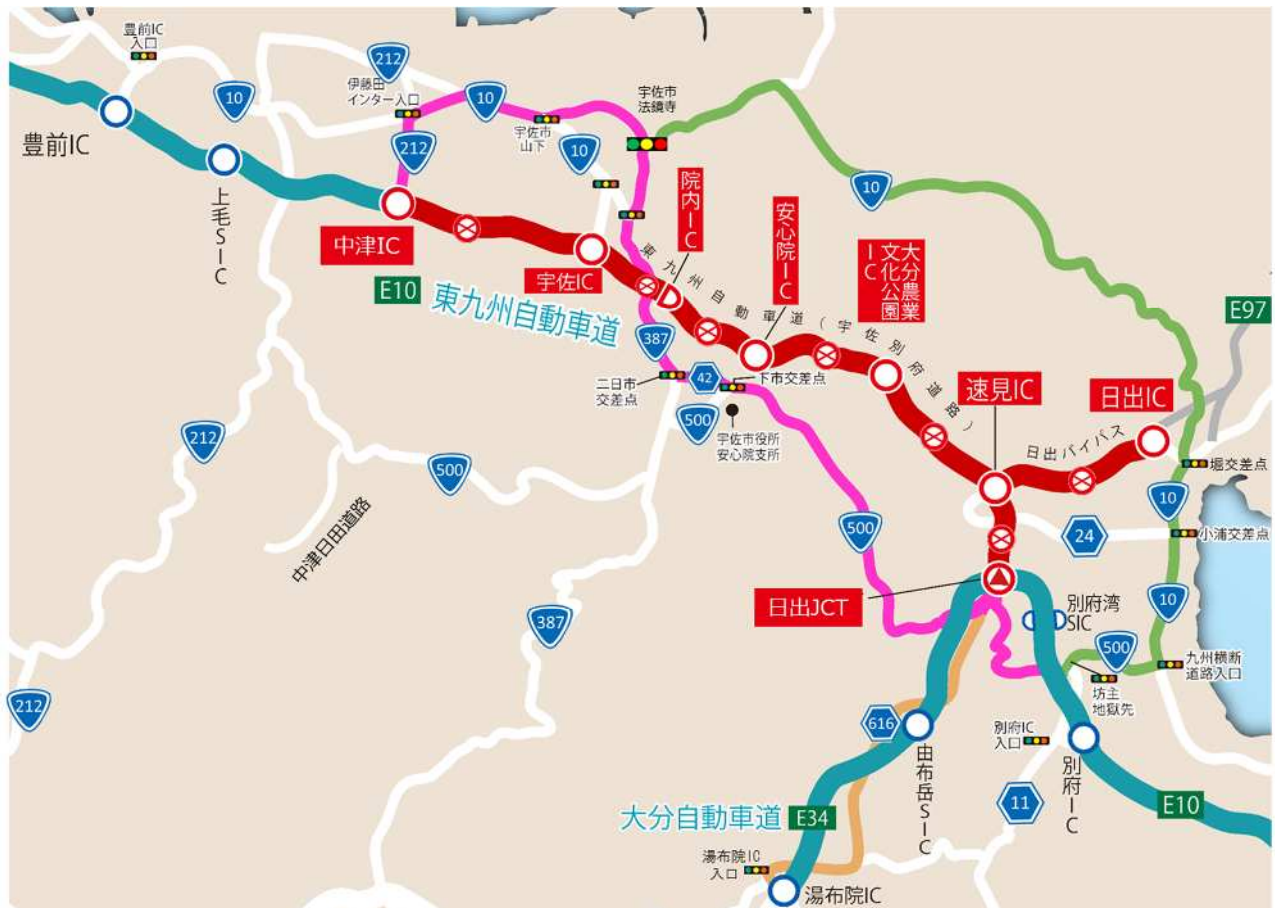 豊前IC
入口
212
10
伊藤田
インター入口
10
宇佐市
法鏡寺
豊前IC
宇佐市
山下
212
10
10
上毛SIC
院内IC
安心院IC
大分農業
文化公園
IC
中津IC
宇佐IC
E10
東九州自動車道
東九州自動車道(宇佐別府道路)
387
E97
二日市
交差点
42
下市交差点
速見IC
日出IC
500
宇佐市役所
安心院支所
日出バイパス
212
500
堀交差点
10
中津日田道路
500
24
小浦交差点
日出JCT
別府湾
SIC
10
387
500
九州横断
道路入口
坊主
地獄先
212
616
別府IC
入口
由布岳SIC
別府IC
11
E10
大分自動車道
E34
湯布院IC
入口
湯布院IC